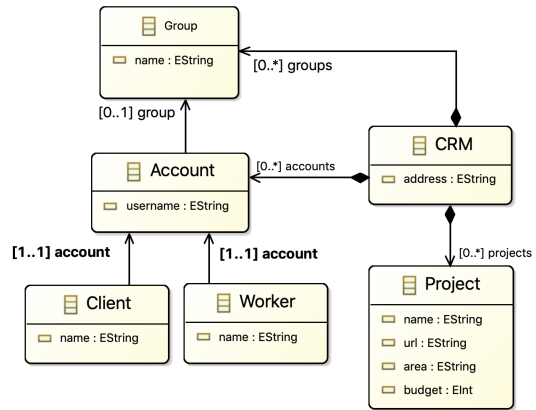 Group
name : EString
[0..*] groups
[0..1] group
CRM
address : EString
Account
username : EString
[0..*] accounts
[1..1] account
[1..1] account
[0..*] projects
Client
name : EString
Worker
name : EString
Project
name : EString
url : EString
area : EString
budget : EInt